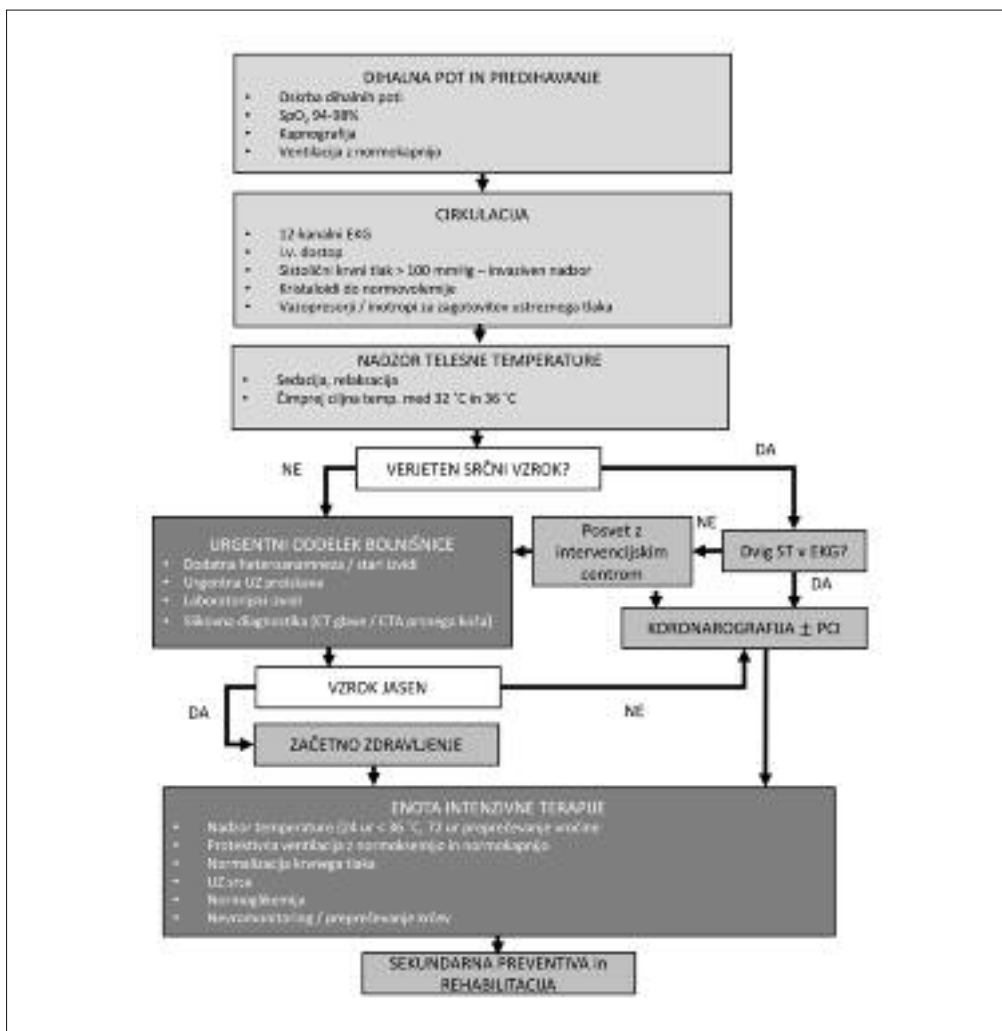 DIHALNA POT IN PREDIHAVANJE
• Oskrba dihalnih poti
• SpO₂ 94-98%
• Kapnografija
• Ventilacija z normokapnijo
CIRKULACIJA
• 12 kanalni EKG
• i.v. dostop
• Sistolični krvni tlak > 100 mmHg – invaziven nadzor
• Kristaloidi do normovolemije
• Vazopresorji / inotropi za zagotovitev ustreznega tlaka
NADZOR TELESNE TEMPERATURE
• Sedacija, relaksacija
• Čimprej ciljna temp. med 32 °C in 36 °C
NE
VERJETEN SRČNI VZROK?
DA
URGENTNI ODDELEK BOLNIŠNICE
• Dodatna heteroanamneza / stari izvidi
• Urgentna UZ preiskava
• Laboratorijski izvidi
• Slikovna diagnostika (CT glave / CTA prsnega koša)
Posvet z
intervencijskim
centrom
NE
Dvig ST v EKG?
DA
KORONAROGRAFIJA ± PCI
VZROK JASEN
DA
NE
ZAČETNO ZDRAVLJENJE
ENOTA INTENZIVNE TERAPIJE
• Nadzor temperature (24 ur < 36 °C, 72 ur preprečevanje vročine
• Protektivna ventilacija z normoksemijo in normokapnijo
• Normalizacija krvnega tlaka
• UZ srca
• Normoglikemija
• Nevromonitoring / preprečevanje krčev
SEKUNDARNA PREVENTIVA in
REHABILITACIJA